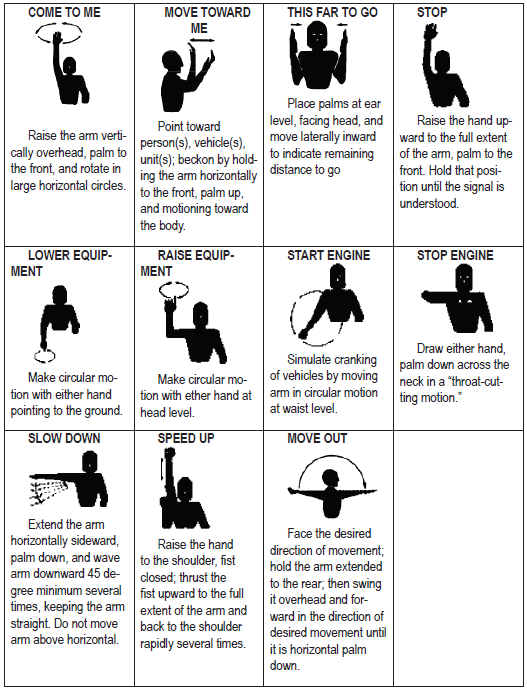 COME TO ME
Raise the arm verti-
cally overhead, palm to
the front, and rotate in
large horizontal circles.
MOVE TOWARD
ME
Point toward
person(s), vehicle(s),
unit(s); beckon by hold-
ing the arm horizontally
to the front, palm up,
and motioning toward
the body.
THIS FAR TO GO
Place palms at ear
level, facing head, and
move laterally inward
to indicate remaining
distance to go
STOP
Raise the hand up-
ward to the full extent
of the arm, palm to the
front. Hold that posi-
tion until the signal is
understood.
LOWER EQUIP-
MENT
Make circular mo-
tion with either hand
pointing to the ground.
RAISE EQUIP-
MENT
Make circular mo-
tion with ether hand at
head level.
START ENGINE
Simulate cranking
of vehicles by moving
arm in circular motion
at waist level.
STOP ENGINE
Draw either hand,
palm down across the
neck in a “throat-cut-
ting motion.”
SLOW DOWN
Extend the arm
horizontally sideward,
palm down, and wave
arm downward 45 de-
gree minimum several
times, keeping the arm
straight. Do not move
arm above horizontal.
SPEED UP
Raise the hand
to the shoulder, fist
closed; thrust the
fist upward to the full
extent of the arm and
back to the shoulder
rapidly several times.
MOVE OUT
Face the desired
direction of movement;
hold the arm extended
to the rear; then swing
it overhead and for-
ward in the direction of
desired movement until
it is horizontal palm
down.